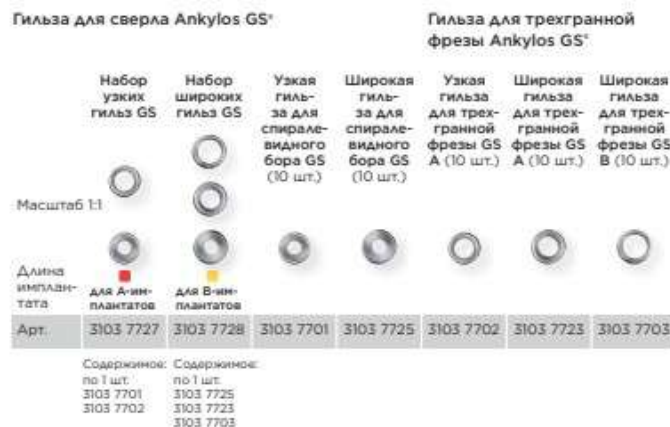 Гильза для сверла Ankylos GS®
Гильза для трехгранной
фрезы Ankylos GS®
Набор
узких
гильз GS
Набор
широких
гильз GS
Узкая
гиль-
за для
спирале-
видного
бора GS
(10 шт.)
Широкая
гиль-
за для
спирале-
видного
бора GS
(10 шт.)
Узкая
гильза
для трех-
гранной
фрезы GS
A (10 шт.)
Широкая
гильза
для трех-
гранной
фрезы GS
A (10 шт.)
Широкая
гильза
для трех-
гранной
фрезы GS
B (10 шт.)
Масштаб 1:1
Длина
имплан-
тата
для A-им-
плантатов
для B-им-
плантатов
Арт. 3103 7727 3103 7728 3103 7701 3103 7725 3103 7702 3103 7723 3103 7703
Содержимое:
по 1 шт.
3103 7701
3103 7702
Содержимое:
по 1 шт.
3103 7725
3103 7723
3103 7703